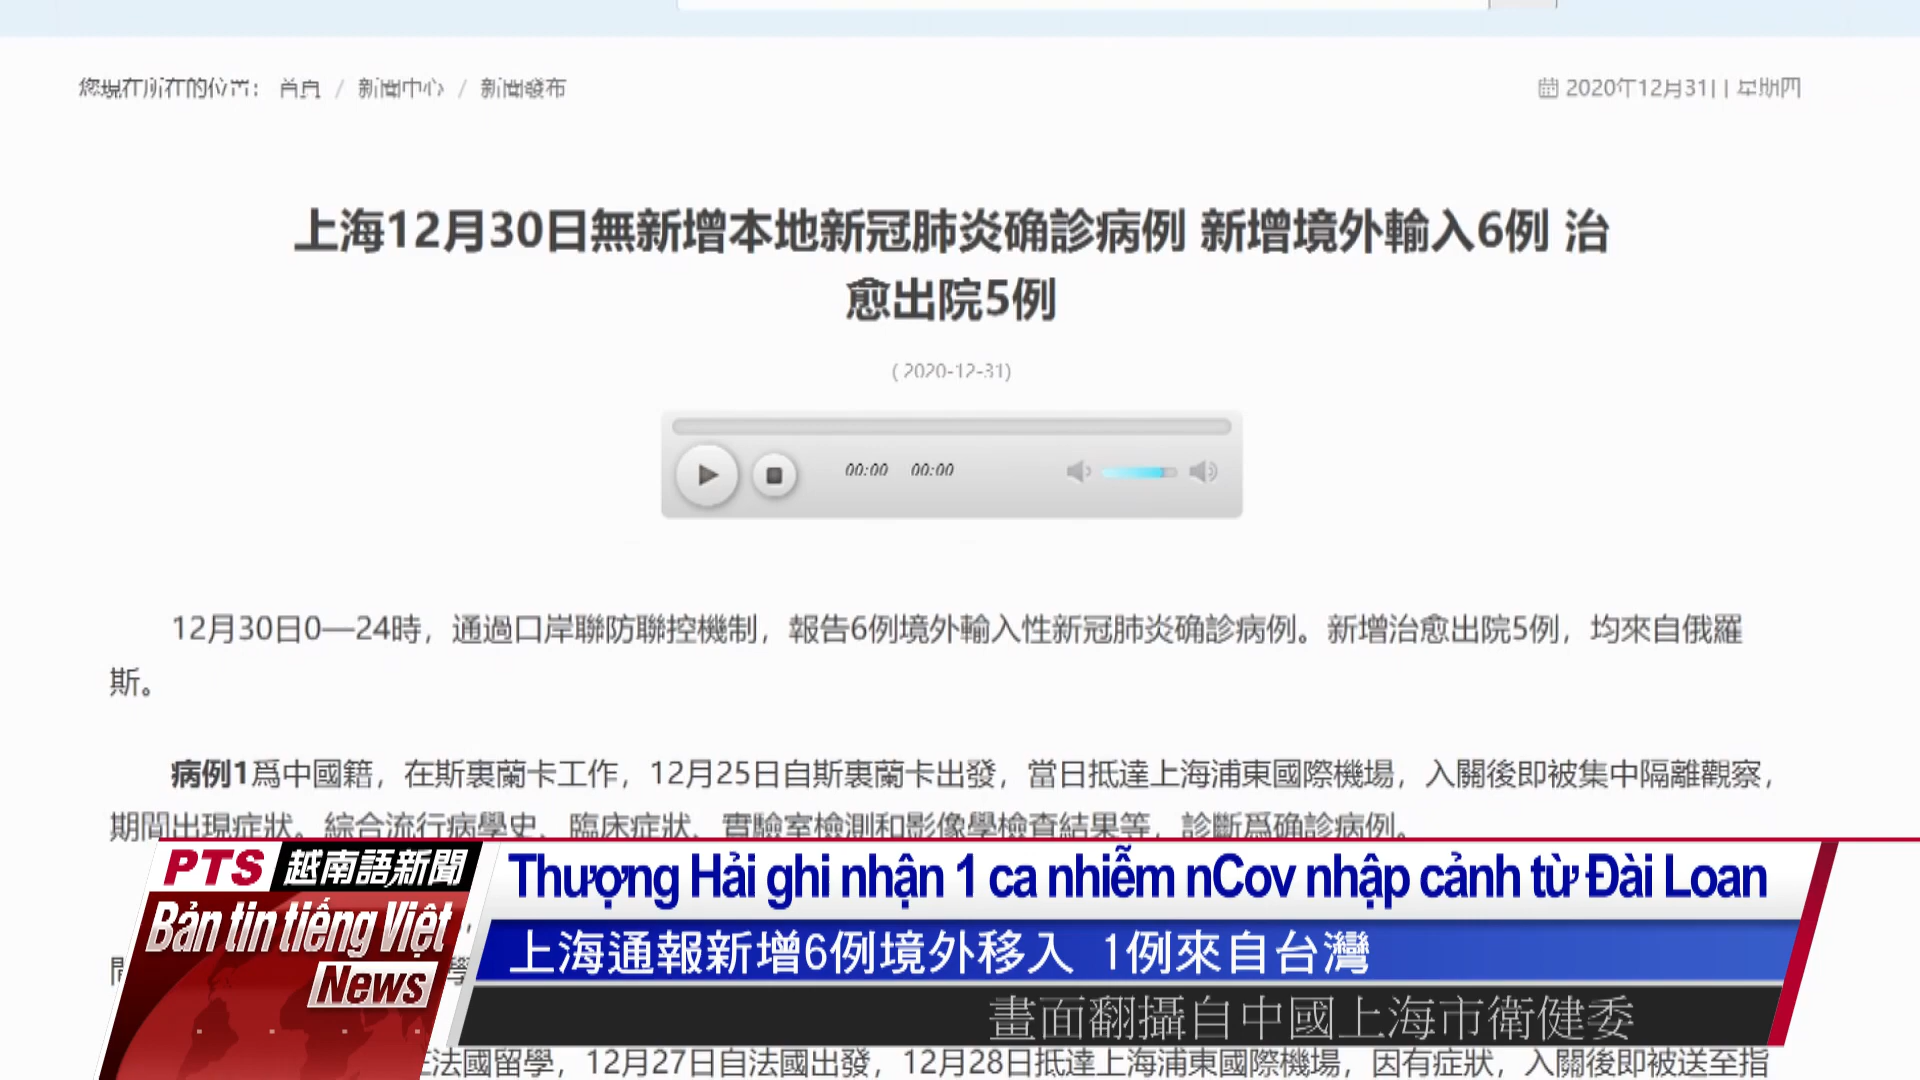 您現在所在的位置： 首頁 / 新聞中心 / 新聞發布
2020年12月31日 | 星期四
上海12月30日無新增本地新冠肺炎确診病例 新增境外輸入6例 治
愈出院5例
( 2020-12-31)
00:00 00:00
12月30日0—24時，通過口岸聯防聯控機制，報告6例境外輸入性新冠肺炎确診病例。新增治愈出院5例，均來自俄羅
斯。
病例1爲中國籍，在斯裏蘭卡工作，12月25日自斯裏蘭卡出發，當日抵達上海浦東國際機場，入關後即被集中隔離觀察，
期間出現症狀。綜合流行病學史、臨床症狀、實驗室檢測和影像學檢查結果等，診斷爲确診病例。
PTS 越南語新聞
Bản tin tiếng Việt
News
Thượng Hải ghi nhận 1 ca nhiễm nCov nhập cảnh từ Đài Loan
上海通報新增6例境外移入 1例來自台灣
畫面翻攝自中國上海市衛健委
在法國留學，12月27日自法國出發，12月28日抵達上海浦東國際機場，因有症狀，入關後即被送至指